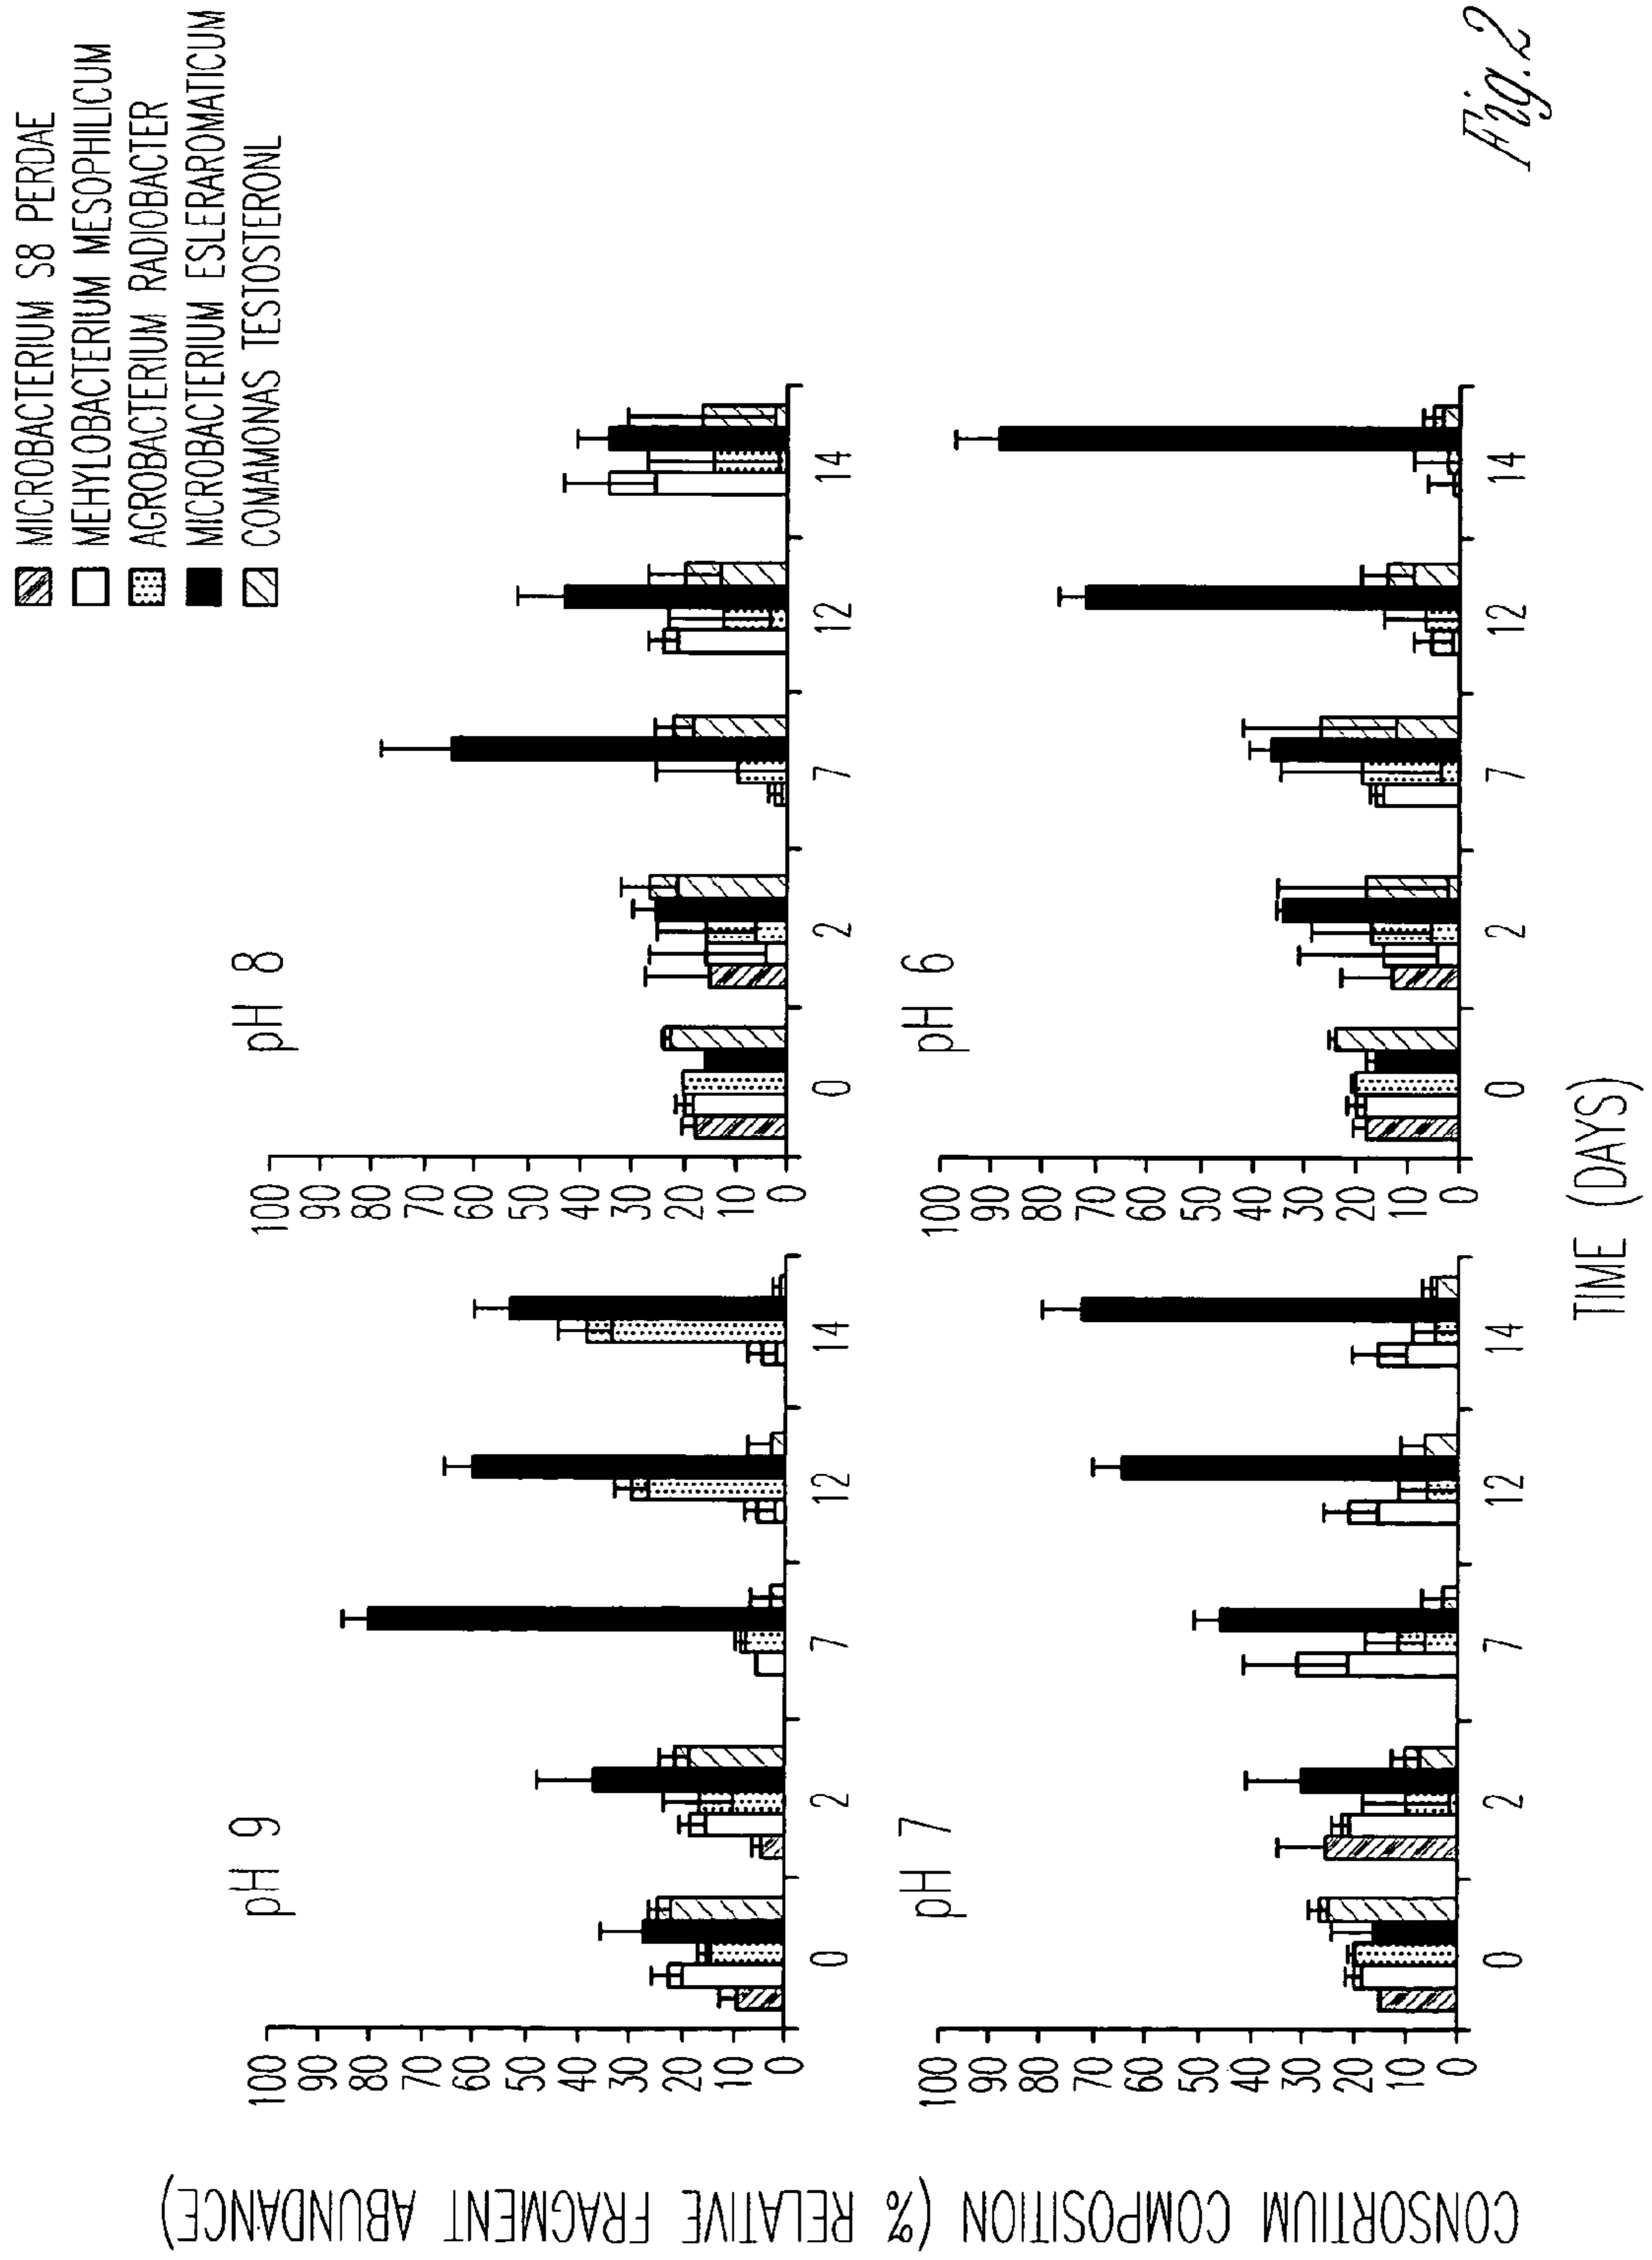 MICROBACTERIUM S8 PERDAE
MEHYLOBACTERIUM MESOPHILICUM
AGROBACTERIUM RADIOBACTER
MICROBACTERIUM ESLERAROMATICUM
COMAMONAS TESTOSTERONL
CONSORTIUM COMPOSITION (% RELATIVE FRAGMENT ABUNDANCE)
pH 9
100
90
80
70
60
50
40
30
20
10
0
0 2 7 12 14
pH 8
100
90
80
70
60
50
40
30
20
10
0
0 2 7 12 14
pH 7
100
90
80
70
60
50
40
30
20
10
0
0 2 7 12 14
pH 6
100
90
80
70
60
50
40
30
20
10
0
0 2 7 12 14
TIME (DAYS)
Fig. 2